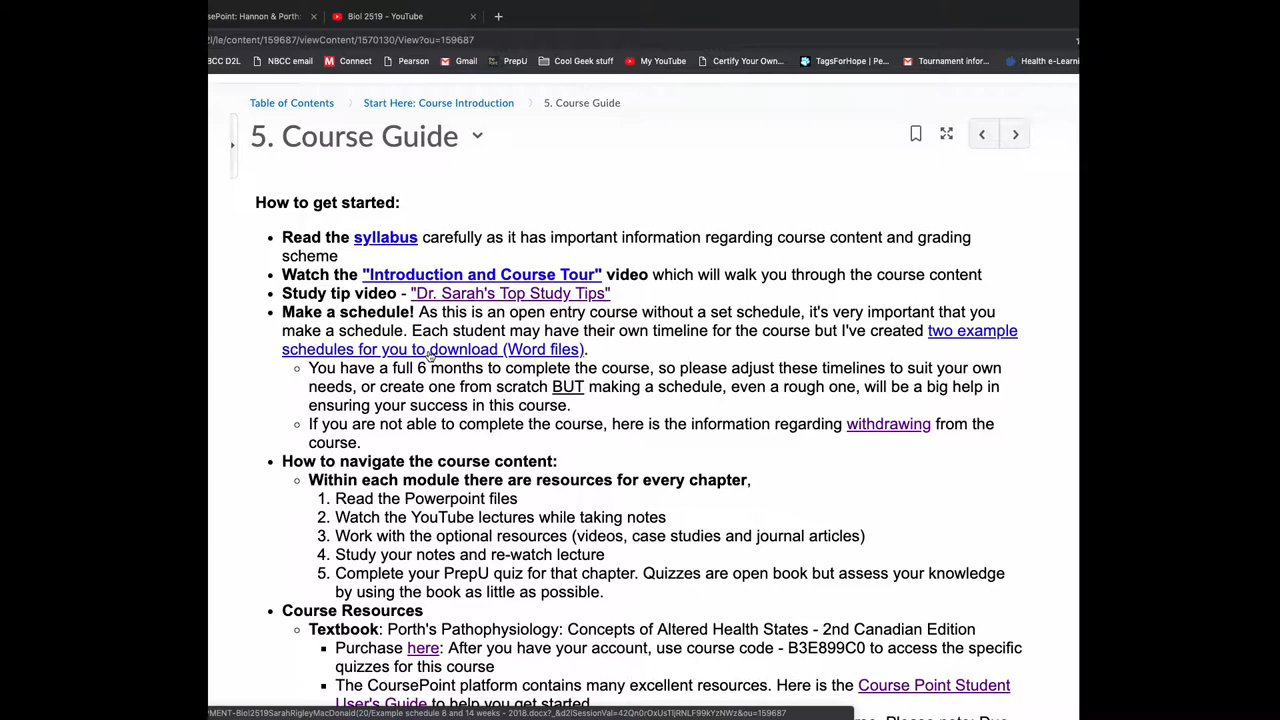 sePoint: Hannon & Porth: × Biol 2519 - YouTube × +
l/le/content/159687/viewContent/1570130/View?ou=159687
BCC D2L NBCC email Connect Pearson Gmail PrepU Cool Geek stuff My YouTube Certify Your Own... TagsForHope | Pe... Tournament infor... Health e-Learni
Table of Contents Start Here: Course Introduction 5. Course Guide
5. Course Guide
How to get started:
• Read the syllabus carefully as it has important information regarding course content and grading
scheme
• Watch the "Introduction and Course Tour" video which will walk you through the course content
• Study tip video - "Dr. Sarah's Top Study Tips"
• Make a schedule! As this is an open entry course without a set schedule, it's very important that you
make a schedule. Each student may have their own timeline for the course but I've created two example
schedules for you to download (Word files).
◦ You have a full 6 months to complete the course, so please adjust these timelines to suit your own
needs, or create one from scratch BUT making a schedule, even a rough one, will be a big help in
ensuring your success in this course.
◦ If you are not able to complete the course, here is the information regarding withdrawing from the
course.
• How to navigate the course content:
◦ Within each module there are resources for every chapter,
1. Read the Powerpoint files
2. Watch the YouTube lectures while taking notes
3. Work with the optional resources (videos, case studies and journal articles)
4. Study your notes and re-watch lecture
5. Complete your PrepU quiz for that chapter. Quizzes are open book but assess your knowledge
by using the book as little as possible.
• Course Resources
◦ Textbook: Porth's Pathophysiology: Concepts of Altered Health States - 2nd Canadian Edition
▪ Purchase here: After you have your account, use course code - B3E899C0 to access the specific
quizzes for this course
▪ The CoursePoint platform contains many excellent resources. Here is the Course Point Student
User's Guide to help you get started